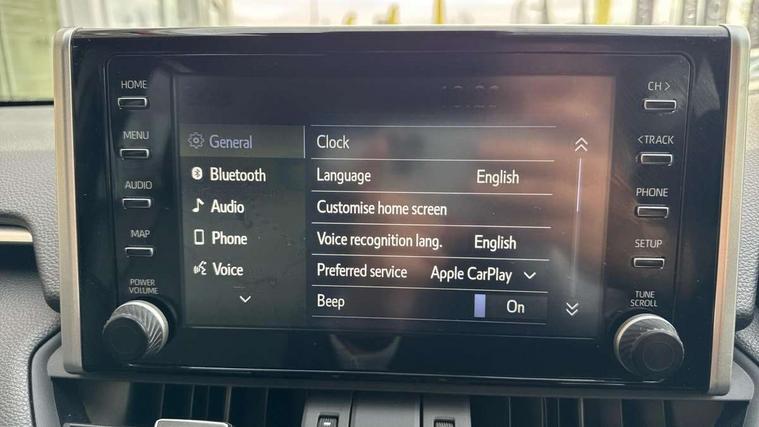 HOME
MENU
AUDIO
MAP
POWER
VOLUME
General
Bluetooth
Audio
Phone
Voice
Clock
Language English
Customise home screen
Voice recognition lang. English
Preferred service Apple CarPlay
Beep On
CH >
< TRACK
PHONE
SETUP
TUNE
SCROLL